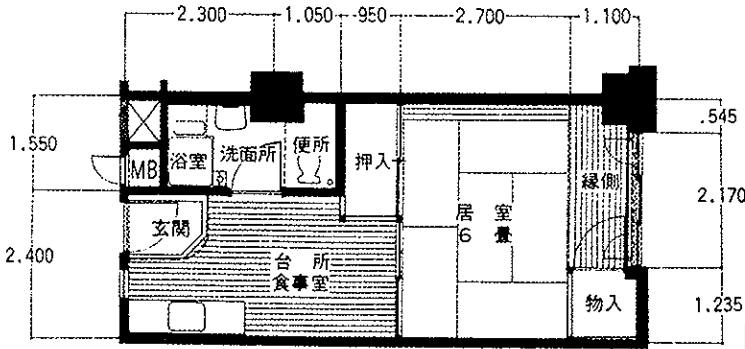 2.300
1.050
950
2.700
1.100
1.550
2.400
.545
2.170
1.235
MB
浴室
洗面所
便所
押入
縁側
玄関
居室
6畳
台所
食事室
物入